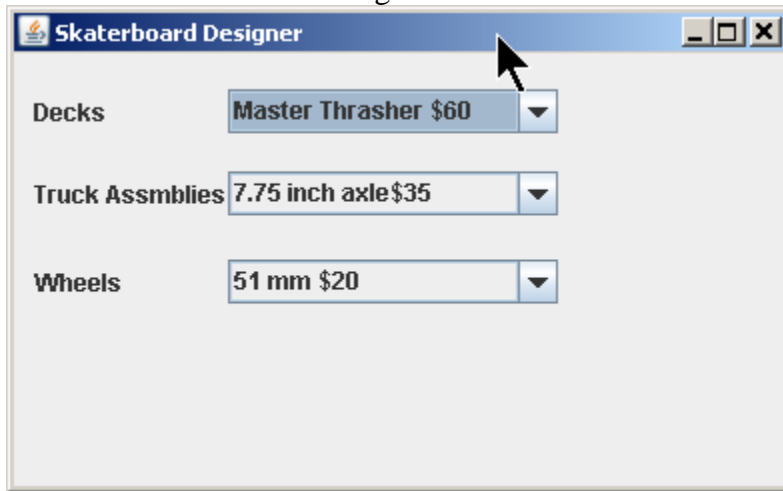 Skaterboard Designer
Decks Master Thrasher $60
Truck Assmblies 7.75 inch axle$35
Wheels 51 mm $20